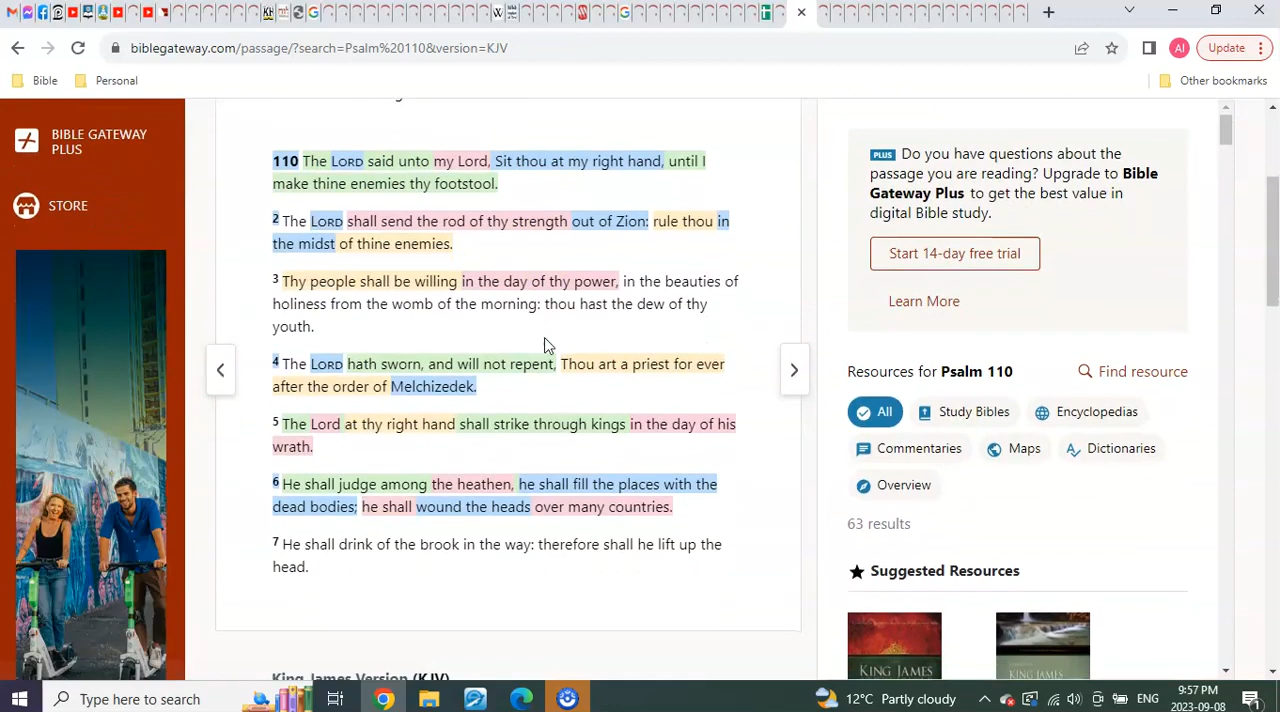 biblegateway.com/passage/?search=Psalm%20110&version=KJV
AI
Update
Bible
Personal
Other bookmarks
BIBLE GATEWAY
PLUS
STORE
110 The LORD said unto my Lord, Sit thou at my right hand, until I
make thine enemies thy footstool.
2 The LORD shall send the rod of thy strength out of Zion: rule thou in
the midst of thine enemies.
3 Thy people shall be willing in the day of thy power, in the beauties of
holiness from the womb of the morning: thou hast the dew of thy
youth.
4 The LORD hath sworn, and will not repent, Thou art a priest for ever
after the order of Melchizedek.
5 The Lord at thy right hand shall strike through kings in the day of his
wrath.
6 He shall judge among the heathen, he shall fill the places with the
dead bodies; he shall wound the heads over many countries.
7 He shall drink of the brook in the way: therefore shall he lift up the
head.
King James Version (KJV)
PLUS Do you have questions about the
passage you are reading? Upgrade to Bible
Gateway Plus to get the best value in
digital Bible study.
Start 14-day free trial
Learn More
Resources for Psalm 110
Find resource
All
Study Bibles
Encyclopedias
Commentaries
Maps
Dictionaries
Overview
63 results
Suggested Resources
KING JAMES
KING JAMES
Type here to search
12°C Partly cloudy
ENG
9:57 PM
2023-09-08
1